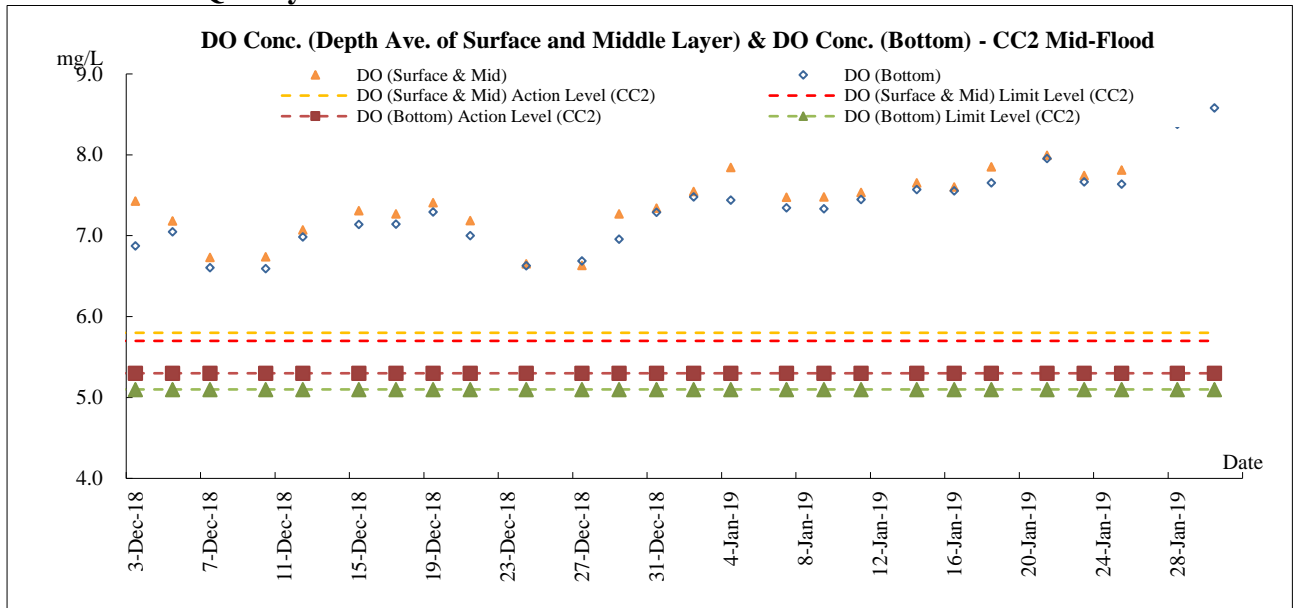 DO Conc. (Depth Ave. of Surface and Middle Layer) & DO Conc. (Bottom) - CC2 Mid-Flood
mg/L
DO (Surface & Mid)
DO (Bottom)
DO (Surface & Mid) Action Level (CC2)
DO (Surface & Mid) Limit Level (CC2)
DO (Bottom) Action Level (CC2)
DO (Bottom) Limit Level (CC2)
9.0
8.0
7.0
6.0
5.0
4.0
Date
3-Dec-18
7-Dec-18
11-Dec-18
15-Dec-18
19-Dec-18
23-Dec-18
27-Dec-18
31-Dec-18
4-Jan-19
8-Jan-19
12-Jan-19
16-Jan-19
20-Jan-19
24-Jan-19
28-Jan-19